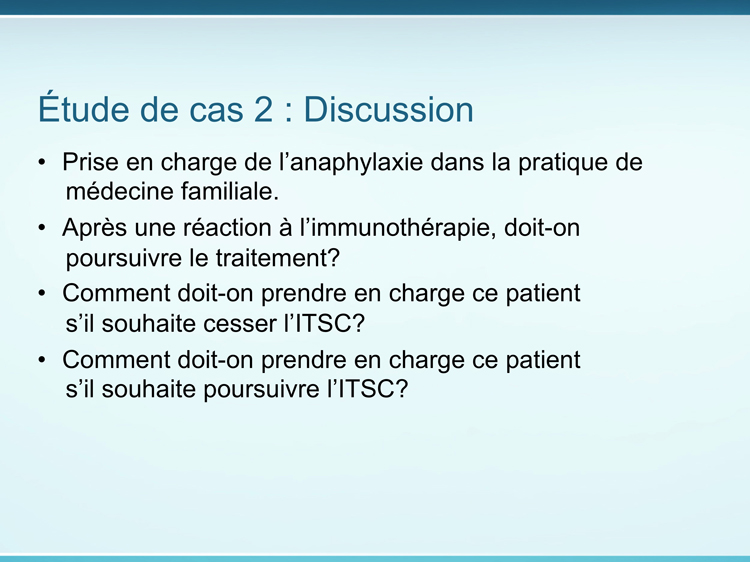 Étude de cas 2 : Discussion
• Prise en charge de l’anaphylaxie dans la pratique de
médecine familiale.
• Après une réaction à l’immunothérapie, doit-on
poursuivre le traitement?
• Comment doit-on prendre en charge ce patient
s’il souhaite cesser l’ITSC?
• Comment doit-on prendre en charge ce patient
s’il souhaite poursuivre l’ITSC?